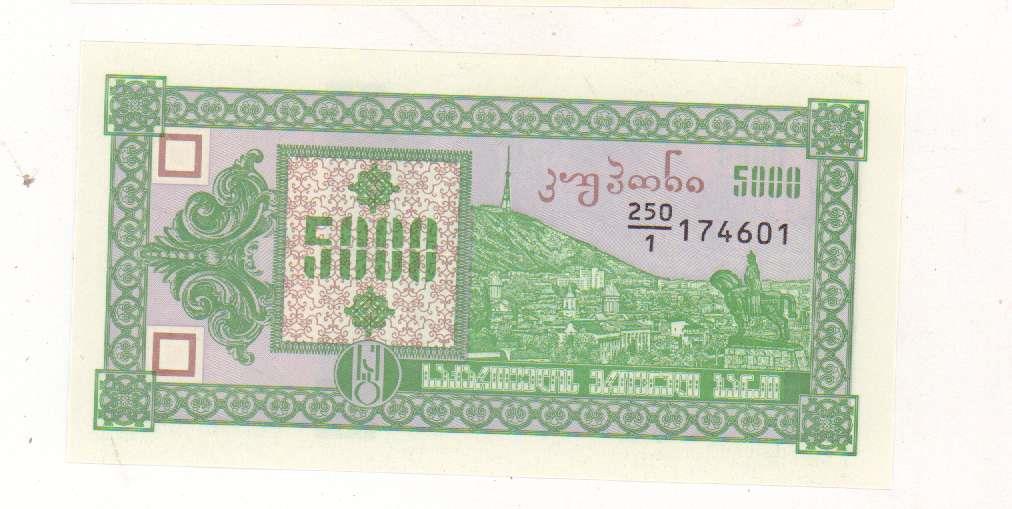 კუპონი 5000
250/1 174601
5000
საქართველოს ეროვნული ბანკი